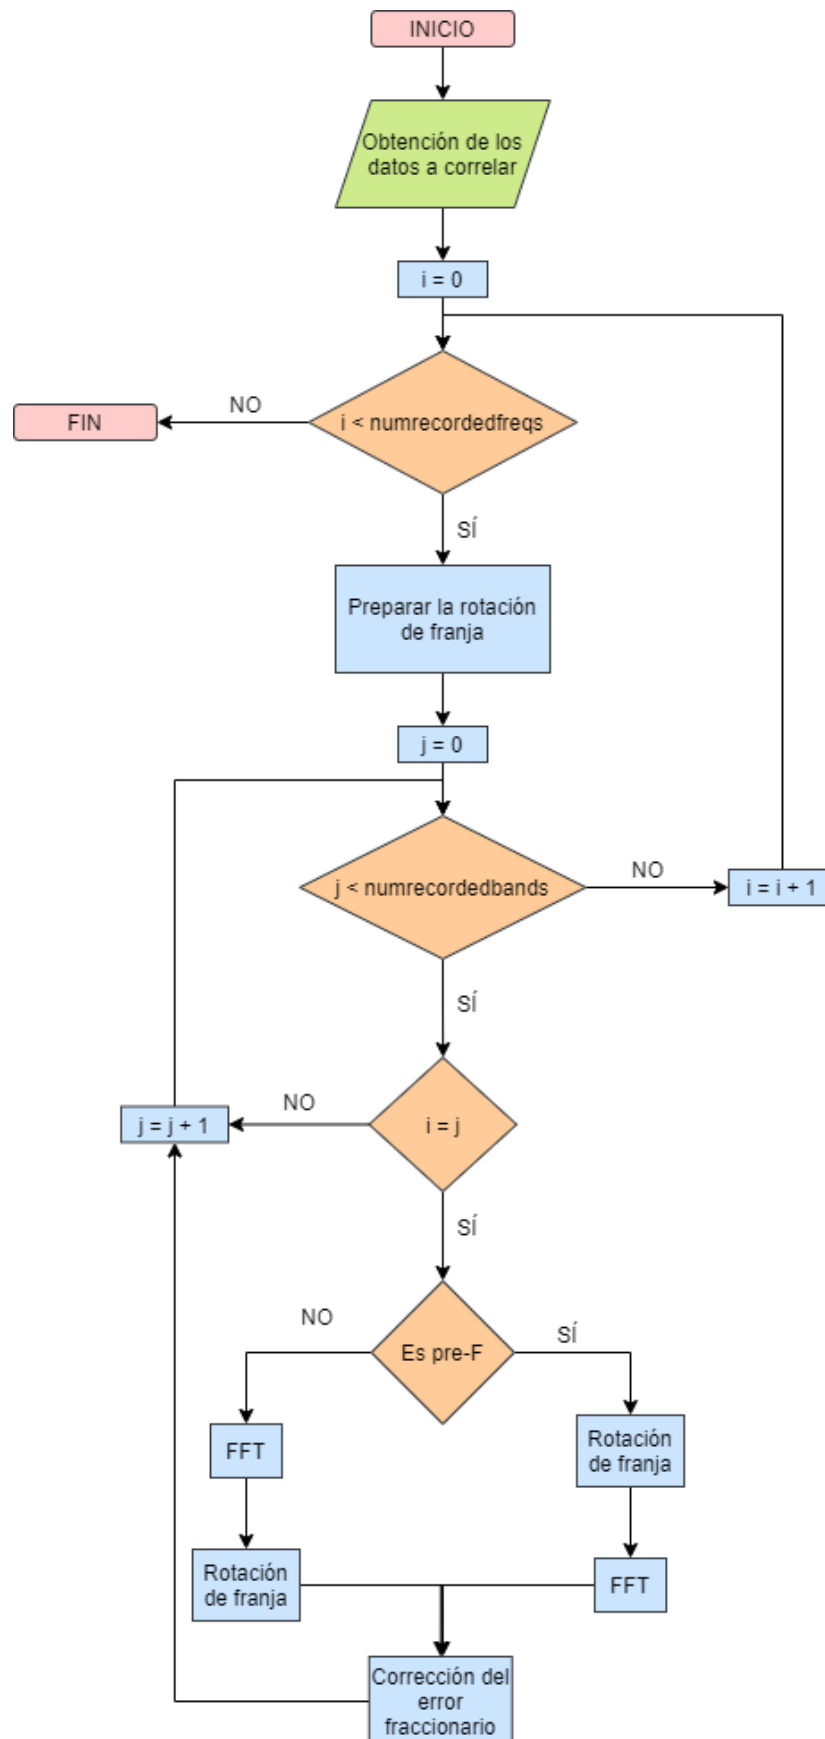 INICIO
Obtención de los
datos a correlar
i = 0
i < numrecordedfreqs
NO
FIN
SÍ
Preparar la rotación
de franja
j = 0
j < numrecordedbands
NO
i = i + 1
SÍ
i = j
NO
j = j + 1
SÍ
Es pre-F
NO
SÍ
FFT
Rotación
de franja
Rotación
de franja
FFT
Corrección del
error
fraccionario